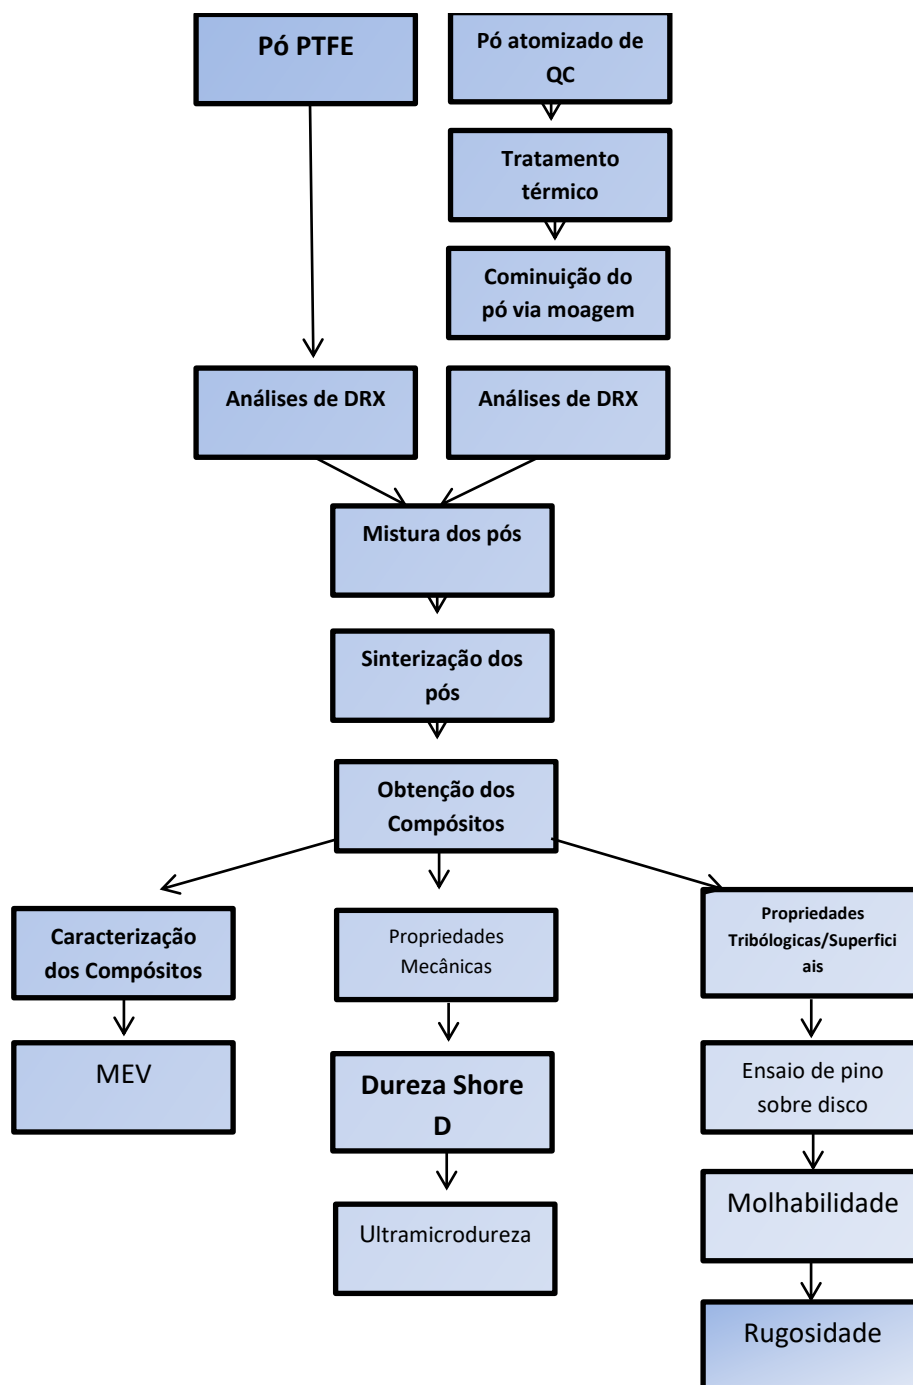 Pó PTFE
Pó atomizado de
QC
Tratamento
térmico
Cominuição do
pó via moagem
Análises de DRX
Análises de DRX
Mistura dos pós
Sinterização dos
pós
Obtenção dos
Compósitos
Caracterização
dos Compósitos
MEV
Propriedades
Mecânicas
Dureza Shore
D
Ultramicrodureza
Propriedades
Tribólogicas/Superfici
ais
Ensaio de pino
sobre disco
Molhabilidade
Rugosidade